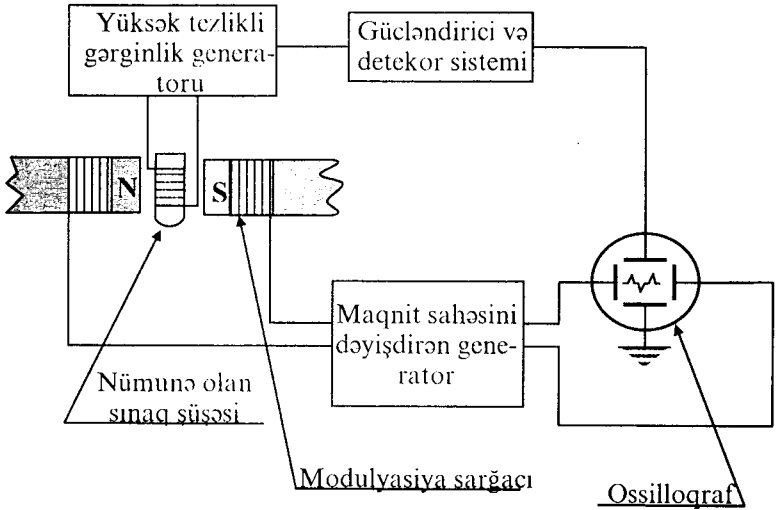 Yüksək tezlikli
gərginlik genera-
toru
Gücləndirici və
detekor sistemi
N
S
Maqnit sahəsini
dəyişdirən gene-
rator
Nümunə olan
sınaq şüşəsi
Modulyasiya sarğacı
Ossilloqraf